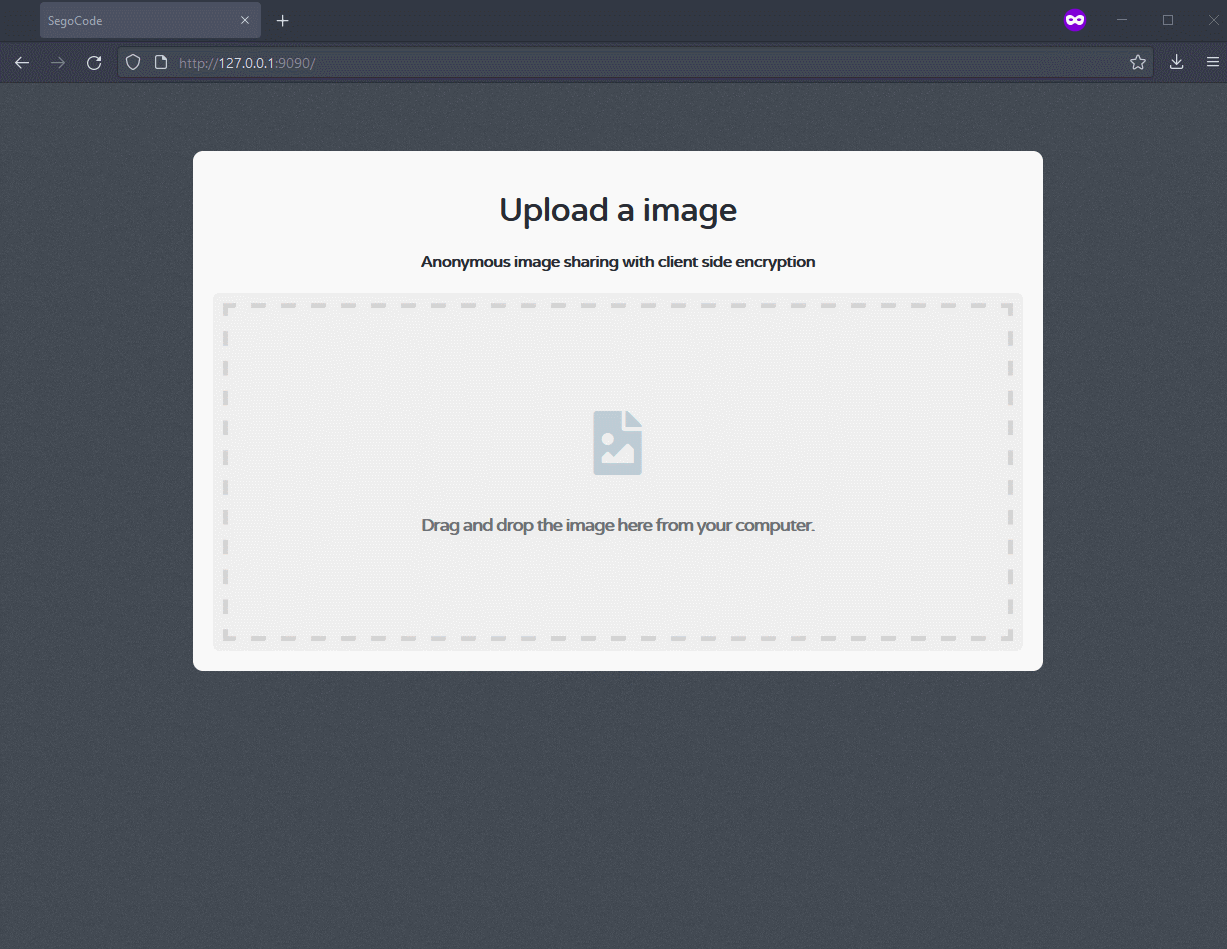 SegoCode
http://127.0.0.1:9090/
Upload a image
Anonymous image sharing with client side encryption
Drag and drop the image here from your computer.